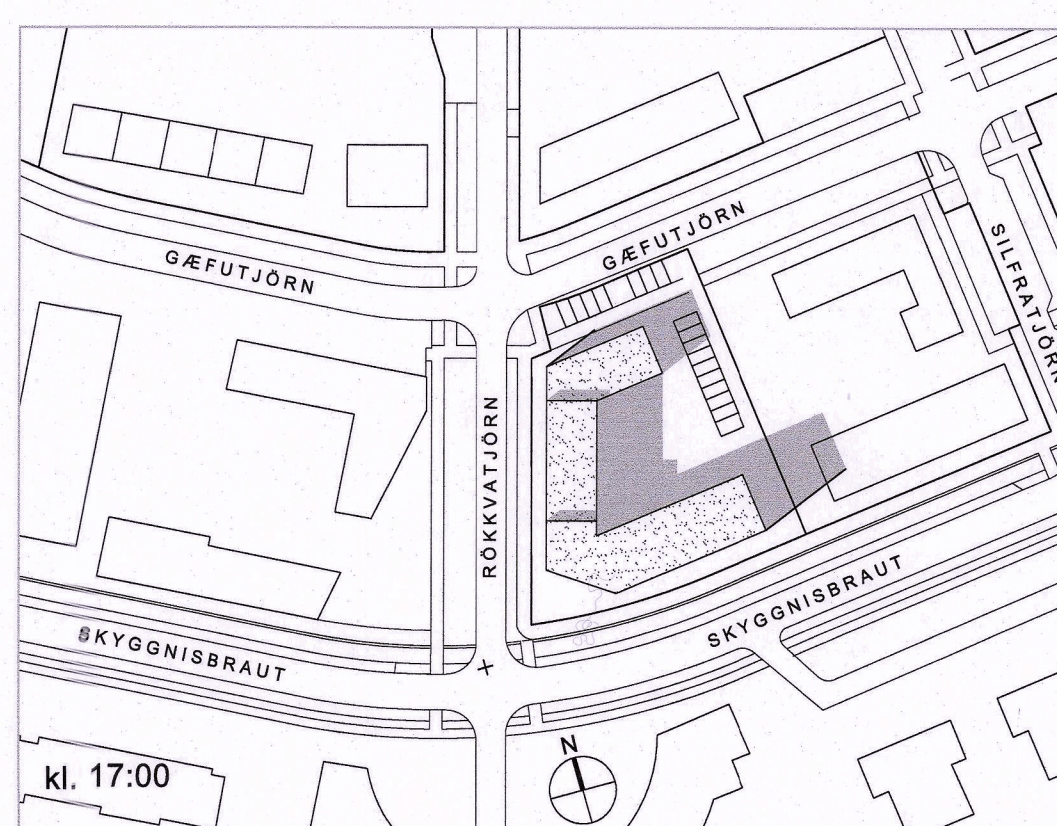 GÆFUTJÖRN
GÆFUTJÖRN
SILFRATJÖRN
RÖKKVATJÖRN
SKYGGNISBRAUT
SKYGGNISBRAUT
N
kl. 17:00